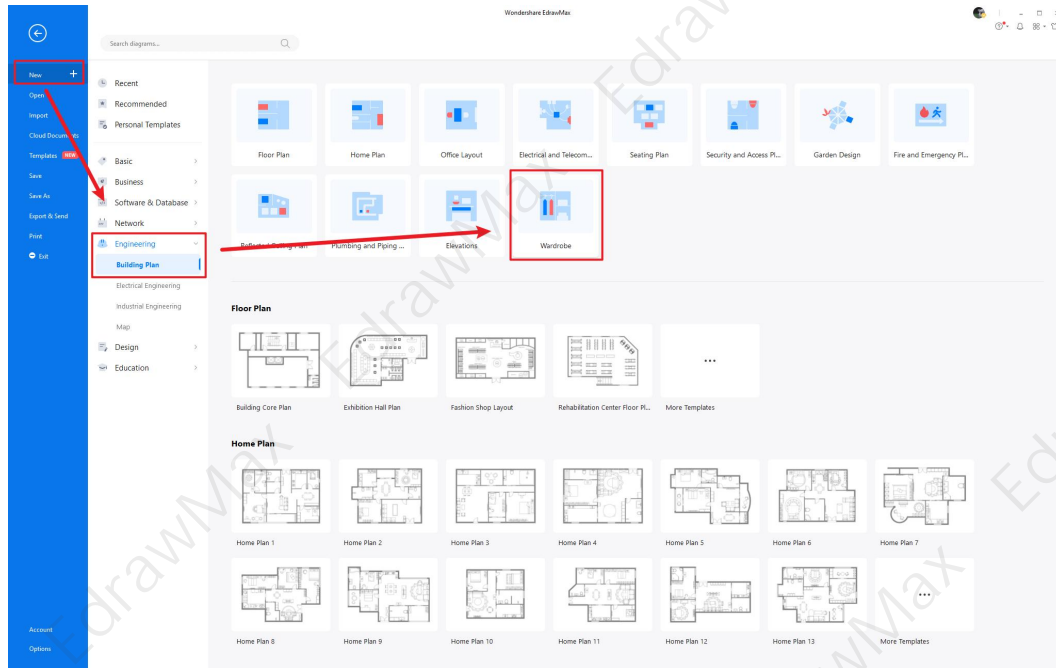 Wondershare EdrawMax
Search diagrams...
New +
Open
Import
Cloud Documents
Templates NEW
Save
Save As
Export & Send
Print
Exit
Account
Options
Recent
Recommended
Personal Templates
Basic
Business
Software & Database
Network
Engineering
Building Plan
Electrical Engineering
Industrial Engineering
Map
Design
Education
Floor Plan
Home Plan
Office Layout
Electrical and Telecom...
Seating Plan
Security and Access Pl...
Garden Design
Fire and Emergency Pl...
Reflected Ceiling Plan
Plumbing and Piping ...
Elevations
Wardrobe
Floor Plan
Building Core Plan
Exhibition Hall Plan
Fashion Shop Layout
Rehabilitation Center Floor Pl...
More Templates
Home Plan
Home Plan 1
Home Plan 2
Home Plan 3
Home Plan 4
Home Plan 5
Home Plan 6
Home Plan 7
Home Plan 8
Home Plan 9
Home Plan 10
Home Plan 11
Home Plan 12
Home Plan 13
More Templates
EdrawMax
EdrawMax
EdrawMax